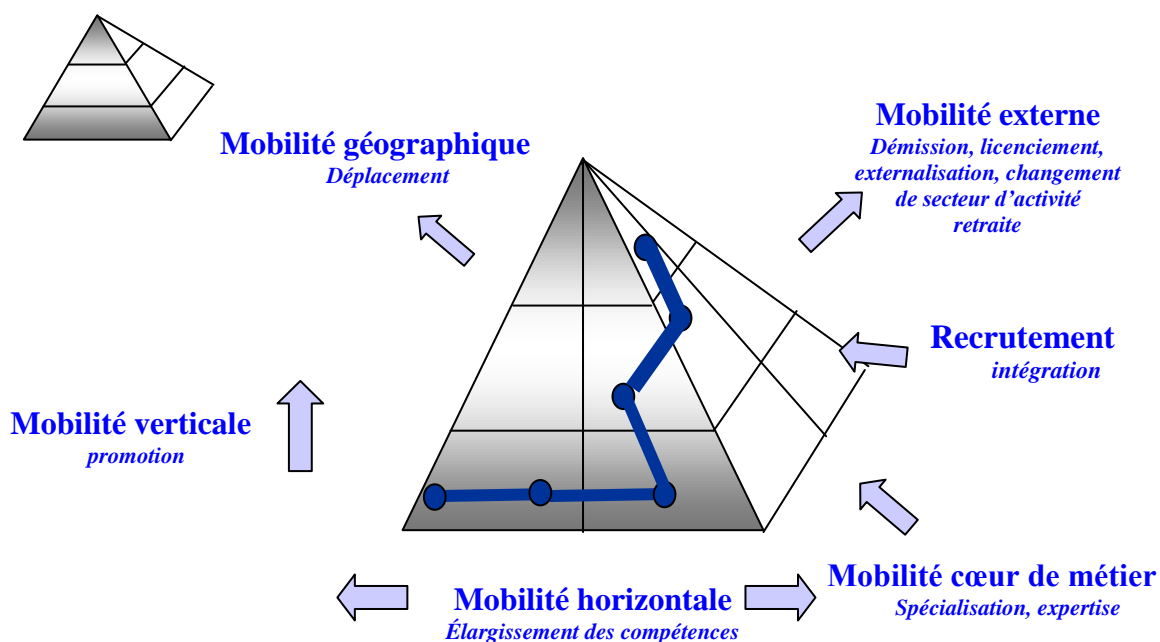 Mobilité géographique
Déplacement
Mobilité externe
Démission, licenciement,
externalisation, changement
de secteur d’activité
retraite
Recrutement
intégration
Mobilité verticale
promotion
Mobilité cœur de métier
Spécialisation, expertise
Mobilité horizontale
Élargissement des compétences